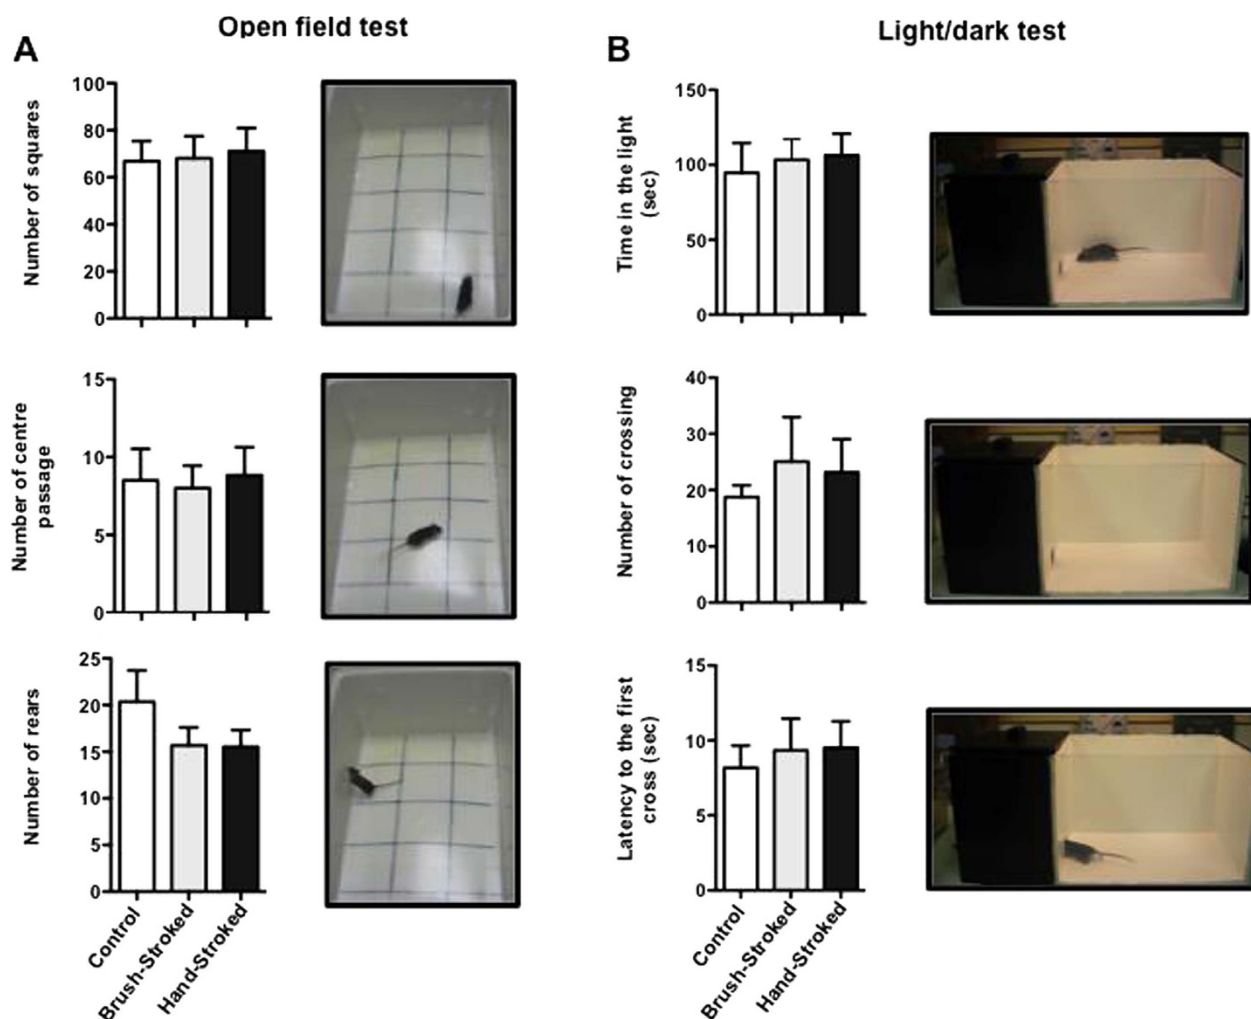 Open field test
A
Number of squares
100
80
60
40
20
0
Number of centre
passage
15
10
5
0
Number of rears
25
20
15
10
5
0
Control
Brush-Stroked
Hand-Stroked
Light/dark test
B
Time in the light
(sec)
150
100
50
0
Number of crossing
40
30
20
10
0
Latency to the first
cross (sec)
15
10
5
0
Control
Brush-Stroked
Hand-Stroked